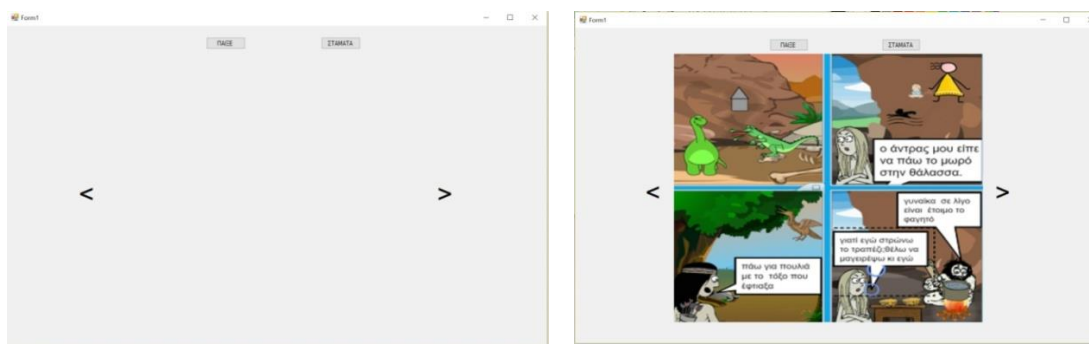 Form1
ΠΑΙΞΕ
ΣΤΑΜΑΤΑ
<
>
Form1
ΠΑΙΞΕ
ΣΤΑΜΑΤΑ
<
>
ο άντρας μου είπε
να πάω το μωρό
στην θάλασσα.
πάω για πουλιά
με το τόξο που
έφτιαξα
γυναίκα σε λίγο
είναι έτοιμο το
φαγητό
γιατί εγώ στρώνω
το τραπέζι;θέλω να
μαγειρέψω κι εγώ